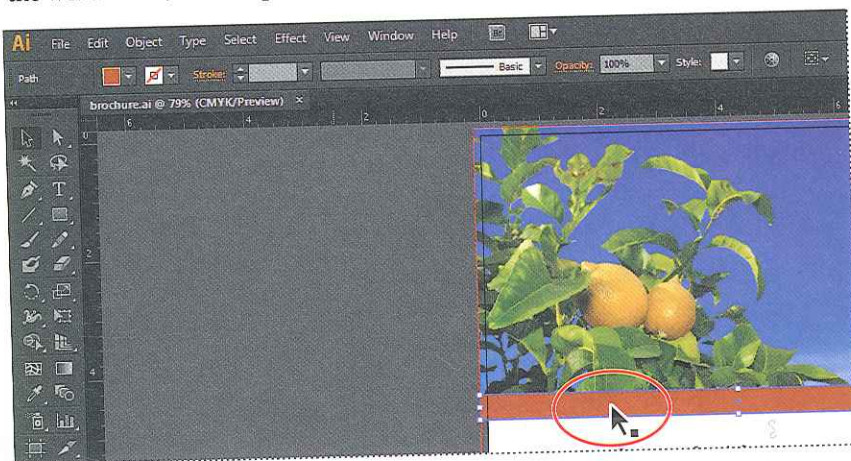 Ai File Edit Object Type Select Effect View Window Help Br
Path Stroke: Basic Opacity: 100% Style:
brochure.ai @ 79% (CMYK/Preview) ×
6 4 2 0 2 4 6
0
2
4